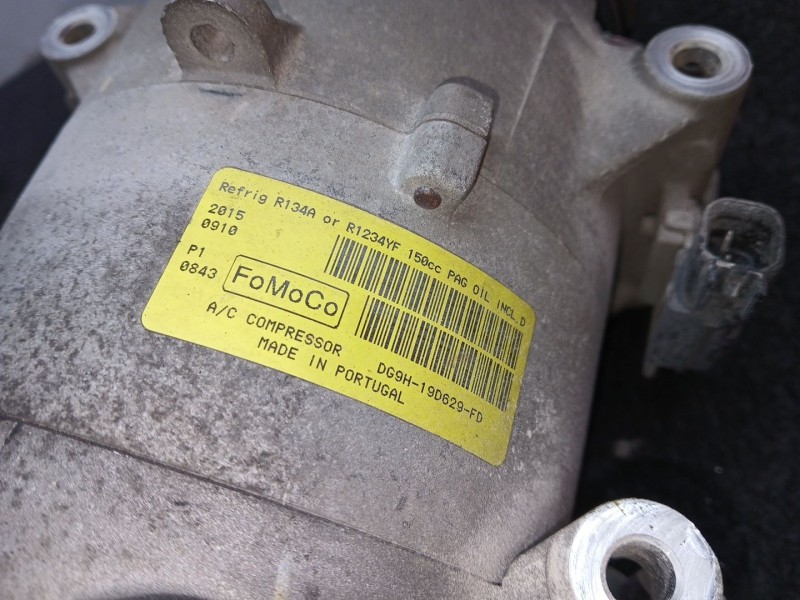 Refrig R134A or R1234YF 150cc PAG OIL INCL.D
2015
0910
P1
0843
FoMoCo
A/C COMPRESSOR DG9H-19D629-FD
MADE IN PORTUGAL